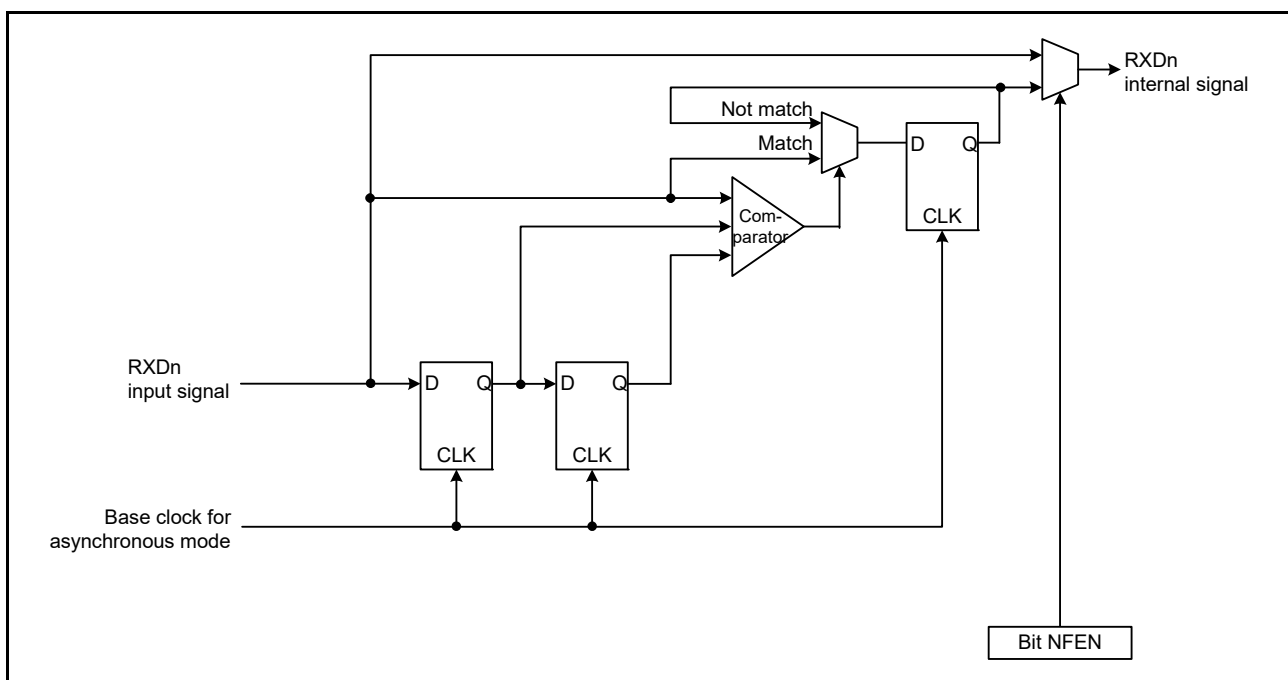 RXDn
internal signal
Not match
Match
D
Q
CLK
Com-
parator
RXDn
input signal
D
Q
CLK
D
Q
CLK
Base clock for
asynchronous mode
Bit NFEN